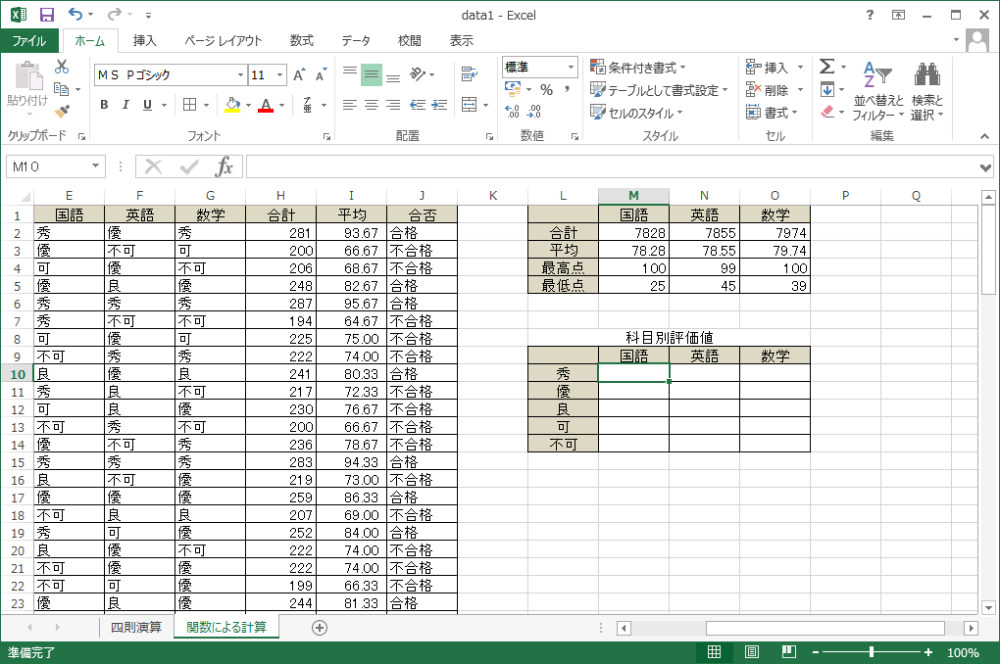 data1 - Excel
ファイル ホーム 挿入 ページ レイアウト 数式 データ 校閲 表示
貼り付け
クリップボード
ＭＳ Ｐゴシック 11
B I U
フォント
配置
標準
数値
条件付き書式
テーブルとして書式設定
セルのスタイル
スタイル
挿入
削除
書式
セル
並べ替えと フィルター
検索と 選択
編集
M10
E F G H I J K L M N O P Q
1 国語 英語 数学 合計 平均 合否 国語 英語 数学
2 秀 優 秀 281 93.67 合格 合計 7828 7855 7974
3 優 不可 可 200 66.67 不合格 平均 78.28 78.55 79.74
4 可 優 不可 206 68.67 不合格 最高点 100 99 100
5 優 良 優 248 82.67 合格 最低点 25 45 39
6 秀 秀 秀 287 95.67 合格
7 秀 不可 不可 194 64.67 不合格
8 可 優 可 225 75.00 不合格 科目別評価値
9 不可 秀 秀 222 74.00 不合格 国語 英語 数学
10 良 優 良 241 80.33 合格 秀
11 秀 良 不可 217 72.33 不合格 優
12 可 良 優 230 76.67 不合格 良
13 不可 秀 不可 200 66.67 不合格 可
14 優 不可 秀 236 78.67 不合格 不可
15 秀 秀 秀 283 94.33 合格
16 良 不可 優 219 73.00 不合格
17 優 優 優 259 86.33 合格
18 不可 良 良 207 69.00 不合格
19 秀 可 優 252 84.00 合格
20 良 優 不可 222 74.00 不合格
21 不可 優 優 222 74.00 不合格
22 不可 可 優 199 66.33 不合格
23 優 良 優 244 81.33 合格
四則演算 関数による計算
準備完了 100%